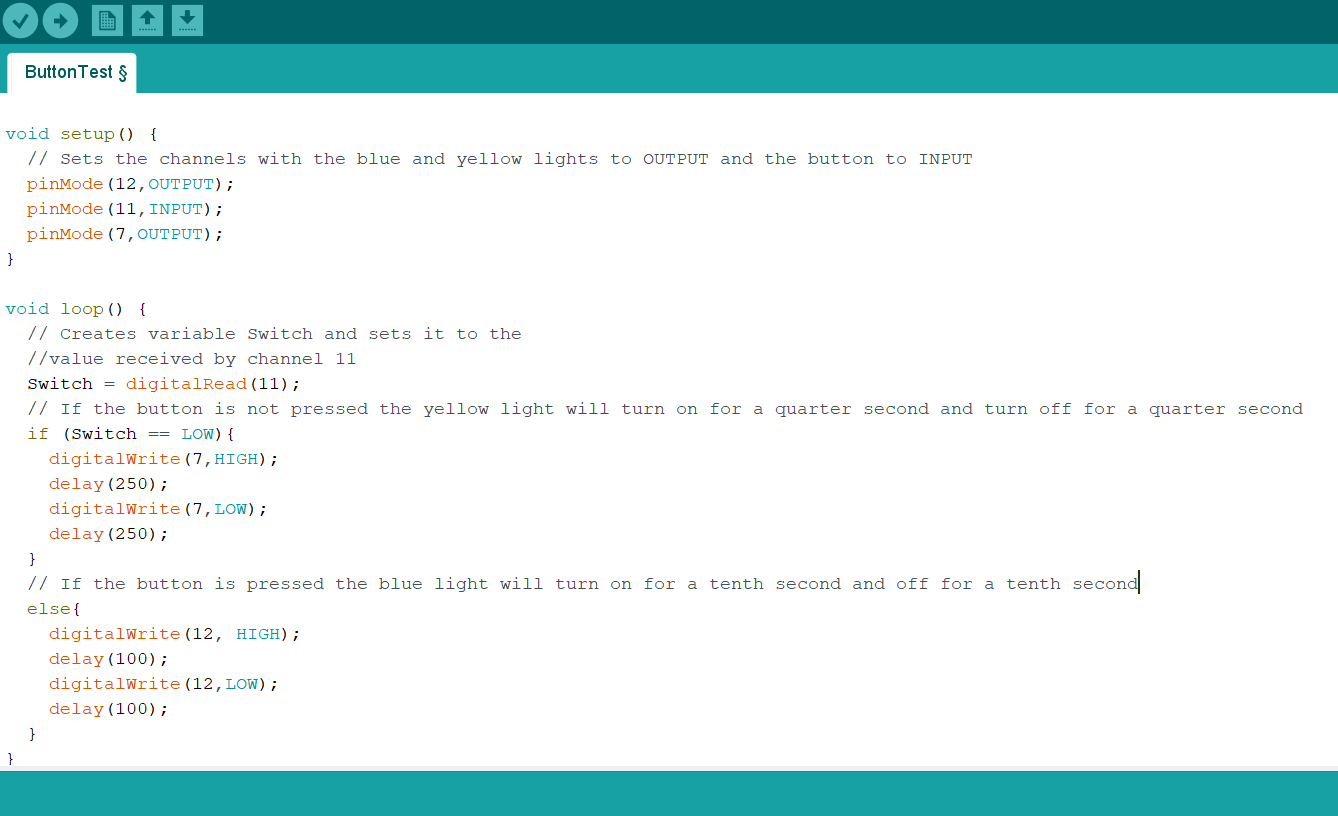 ButtonTest §
void setup() {
  // Sets the channels with the blue and yellow lights to OUTPUT and the button to INPUT
  pinMode(12,OUTPUT);
  pinMode(11,INPUT);
  pinMode(7,OUTPUT);
}
void loop() {
  // Creates variable Switch and sets it to the
  //value received by channel 11
  Switch = digitalRead(11);
  // If the button is not pressed the yellow light will turn on for a quarter second and turn off for a quarter second
  if (Switch == LOW){
    digitalWrite(7,HIGH);
    delay(250);
    digitalWrite(7,LOW);
    delay(250);
  }
  // If the button is pressed the blue light will turn on for a tenth second and off for a tenth second
  else{
    digitalWrite(12, HIGH);
    delay(100);
    digitalWrite(12,LOW);
    delay(100);
  }
}